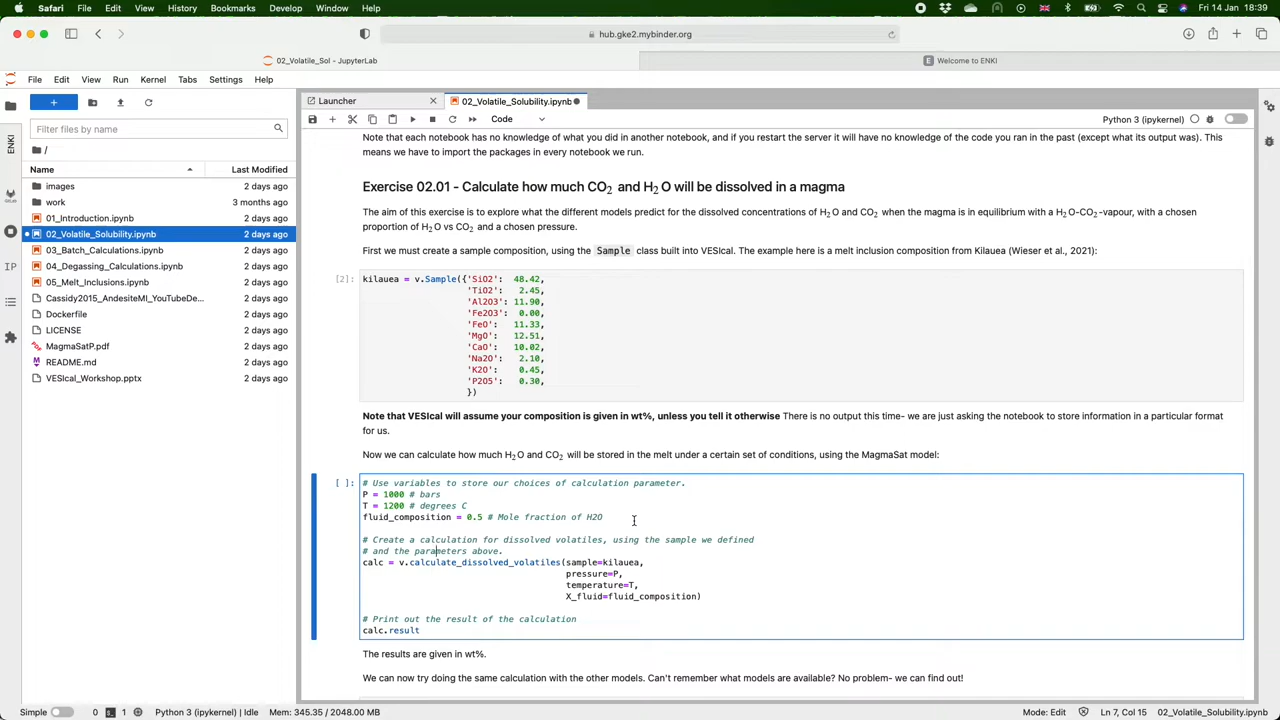 Safari File Edit View History Bookmarks Develop Window Help Fri 14 Jan 18:39
hub.gke2.mybinder.org
02_Volatile_Sol - JupyterLab
E Welcome to ENKI
File Edit View Run Kernel Tabs Settings Help
Launcher
02_Volatile_Solubility.ipynb
Code
Python 3 (ipykernel)
Filter files by name
/
Name Last Modified
images 2 days ago
work 3 months ago
01_Introduction.ipynb 2 days ago
02_Volatile_Solubility.ipynb 2 days ago
03_Batch_Calculations.ipynb 2 days ago
04_Degassing_Calculations.ipynb 2 days ago
05_Melt_Inclusions.ipynb 2 days ago
Cassidy2015_AndesiteMI_YouTubeDe... 2 days ago
Dockerfile 2 days ago
LICENSE 2 days ago
MagmaSatP.pdf 2 days ago
README.md 2 days ago
VESIcal_Workshop.pptx 2 days ago
ENKI
GitLab
IP
Note that each notebook has no knowledge of what you did in another notebook, and if you restart the server it will have no knowledge of the code you ran in the past (except what its output was). This
means we have to import the packages in every notebook we run.
Exercise 02.01 - Calculate how much CO2 and H2O will be dissolved in a magma
The aim of this exercise is to explore what the different models predict for the dissolved concentrations of H2O and CO2 when the magma is in equilibrium with a H2O-CO2-vapour, with a chosen
proportion of H2O vs CO2 and a chosen pressure.
First we must create a sample composition, using the Sample class built into VESIcal. The example here is a melt inclusion composition from Kilauea (Wieser et al., 2021):
[2]: kilauea = v.Sample({'SiO2': 48.42,
'TiO2': 2.45,
'Al2O3': 11.90,
'Fe2O3': 0.00,
'FeO': 11.33,
'MgO': 12.51,
'CaO': 10.02,
'Na2O': 2.10,
'K2O': 0.45,
'P2O5': 0.30,
})
Note that VESIcal will assume your composition is given in wt%, unless you tell it otherwise There is no output this time- we are just asking the notebook to store information in a particular format
for us.
Now we can calculate how much H2O and CO2 will be stored in the melt under a certain set of conditions, using the MagmaSat model:
[ ]: # Use variables to store our choices of calculation parameter.
P = 1000 # bars
T = 1200 # degrees C
fluid_composition = 0.5 # Mole fraction of H2O
# Create a calculation for dissolved volatiles, using the sample we defined
# and the parameters above.
calc = v.calculate_dissolved_volatiles(sample=kilauea,
pressure=P,
temperature=T,
X_fluid=fluid_composition)
# Print out the result of the calculation
calc.result
The results are given in wt%.
We can now try doing the same calculation with the other models. Can't remember what models are available? No problem- we can find out!
Simple 0 1 Python 3 (ipykernel) | Idle Mem: 345.35 / 2048.00 MB Mode: Edit Ln 7, Col 15 02_Volatile_Solubility.ipynb